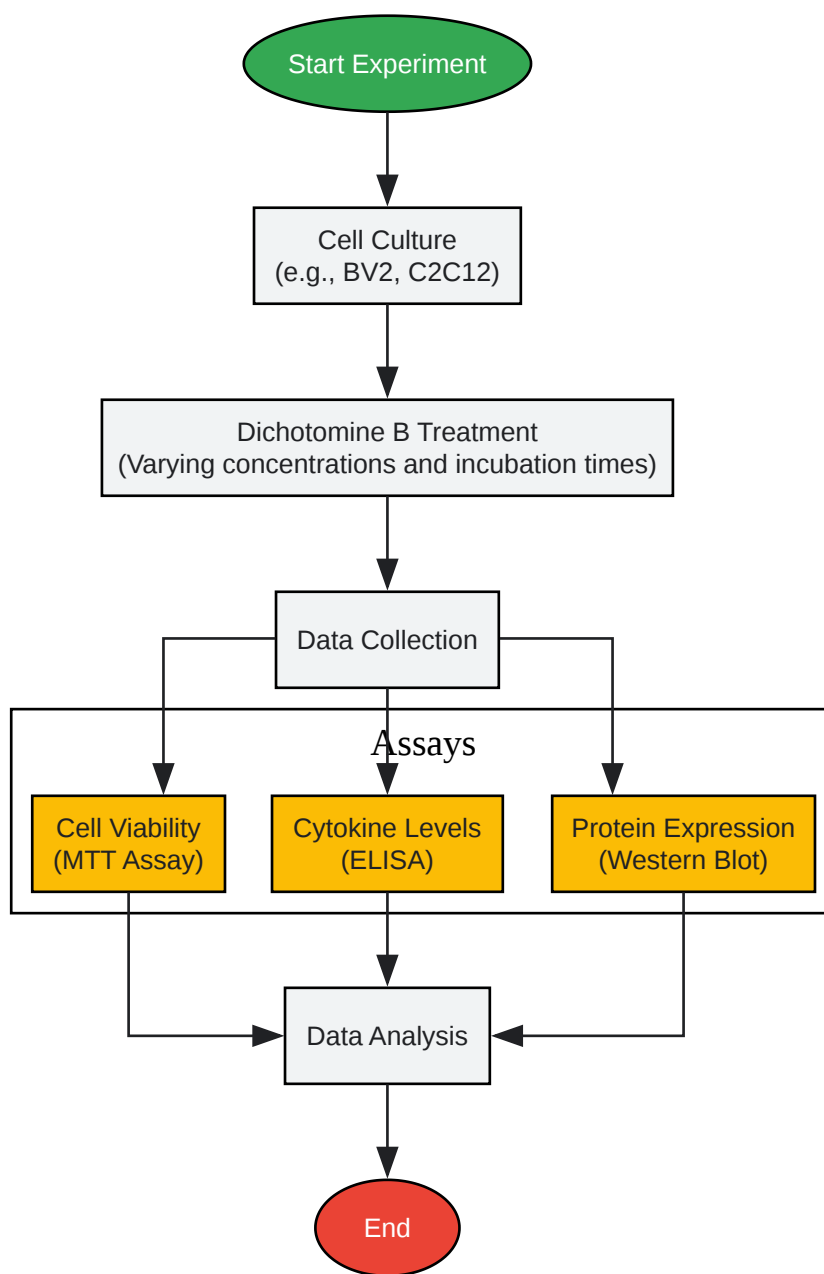 Start Experiment
Cell Culture
(e.g., BV2, C2C12)
Dichotomine B Treatment
(Varying concentrations and incubation times)
Data Collection
Assays
Cell Viability
(MTT Assay)
Cytokine Levels
(ELISA)
Protein Expression
(Western Blot)
Data Analysis
End